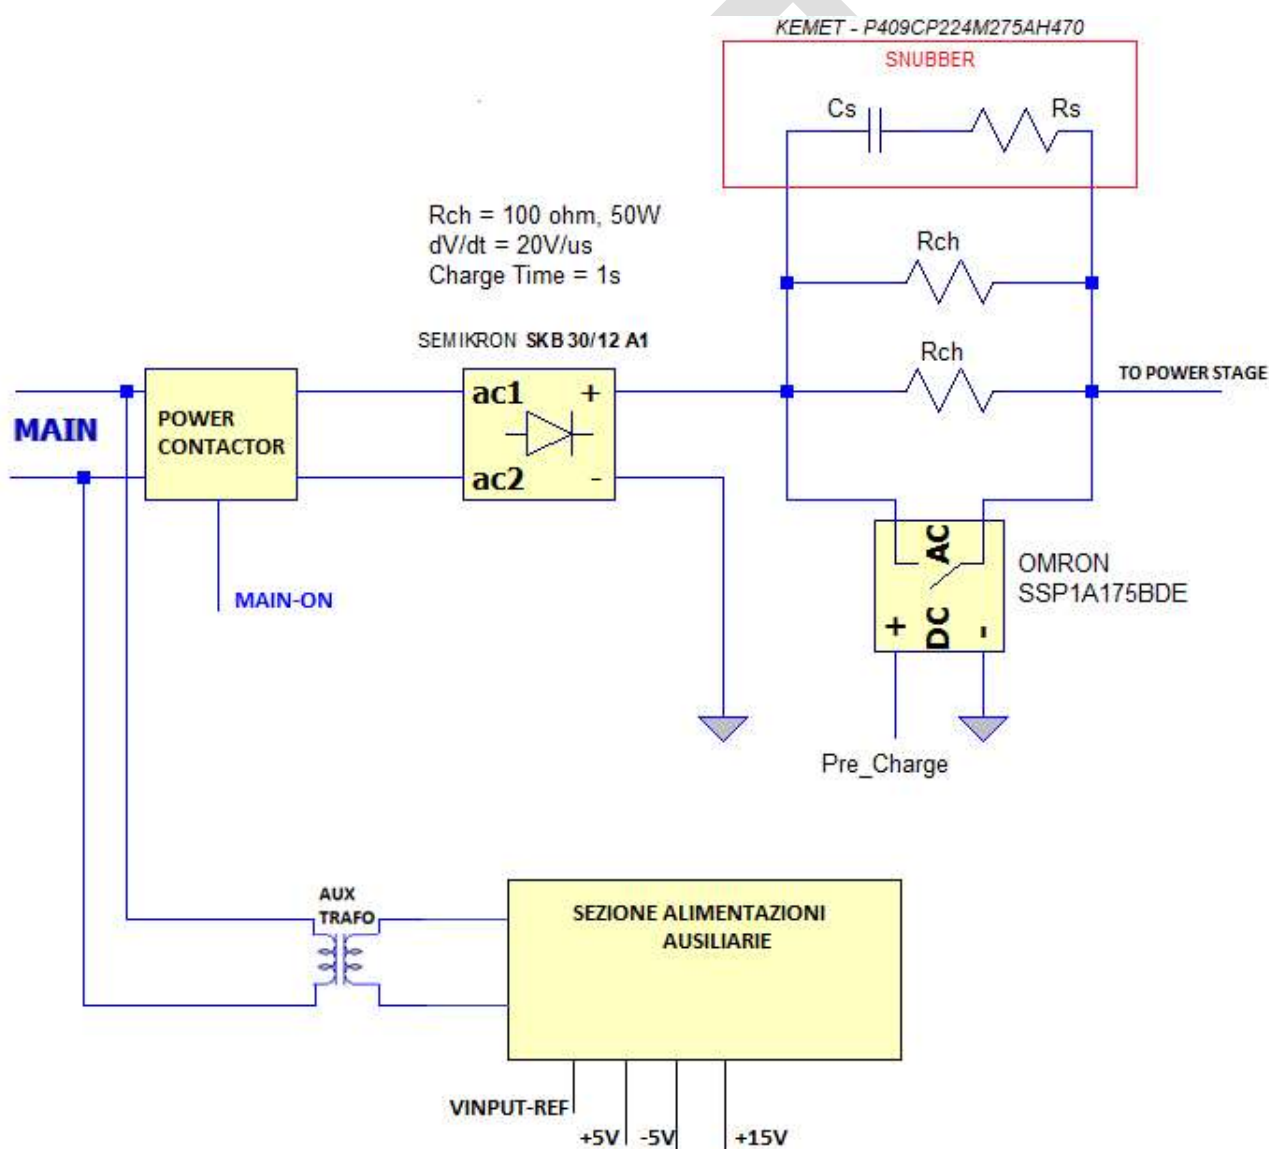 KEMET - P409CP224M275AH470
SNUBBER
Cs
Rs
Rch = 100 ohm, 50W
dV/dt = 20V/us
Charge Time = 1s
Rch
SEMIKRON SKB 30/12 A1
Rch
TO POWER STAGE
MAIN
POWER
CONTACTOR
ac1 +
ac2 -
AC
DC
+ -
OMRON
SSP1A175BDE
MAIN-ON
Pre_Charge
AUX
TRAFO
SEZIONE ALIMENTAZIONI
AUSILIARIE
VINPUT-REF
+5V -5V +15V